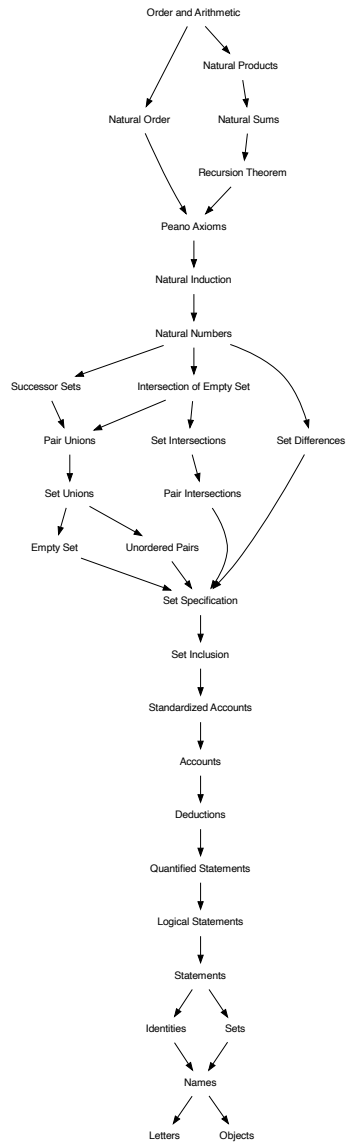 Order and Arithmetic
Natural Products
Natural Order
Natural Sums
Recursion Theorem
Peano Axioms
Natural Induction
Natural Numbers
Successor Sets
Intersection of Empty Set
Pair Unions
Set Intersections
Set Differences
Set Unions
Pair Intersections
Empty Set
Unordered Pairs
Set Specification
Set Inclusion
Standardized Accounts
Accounts
Deductions
Quantified Statements
Logical Statements
Statements
Identities
Sets
Names
Letters
Objects